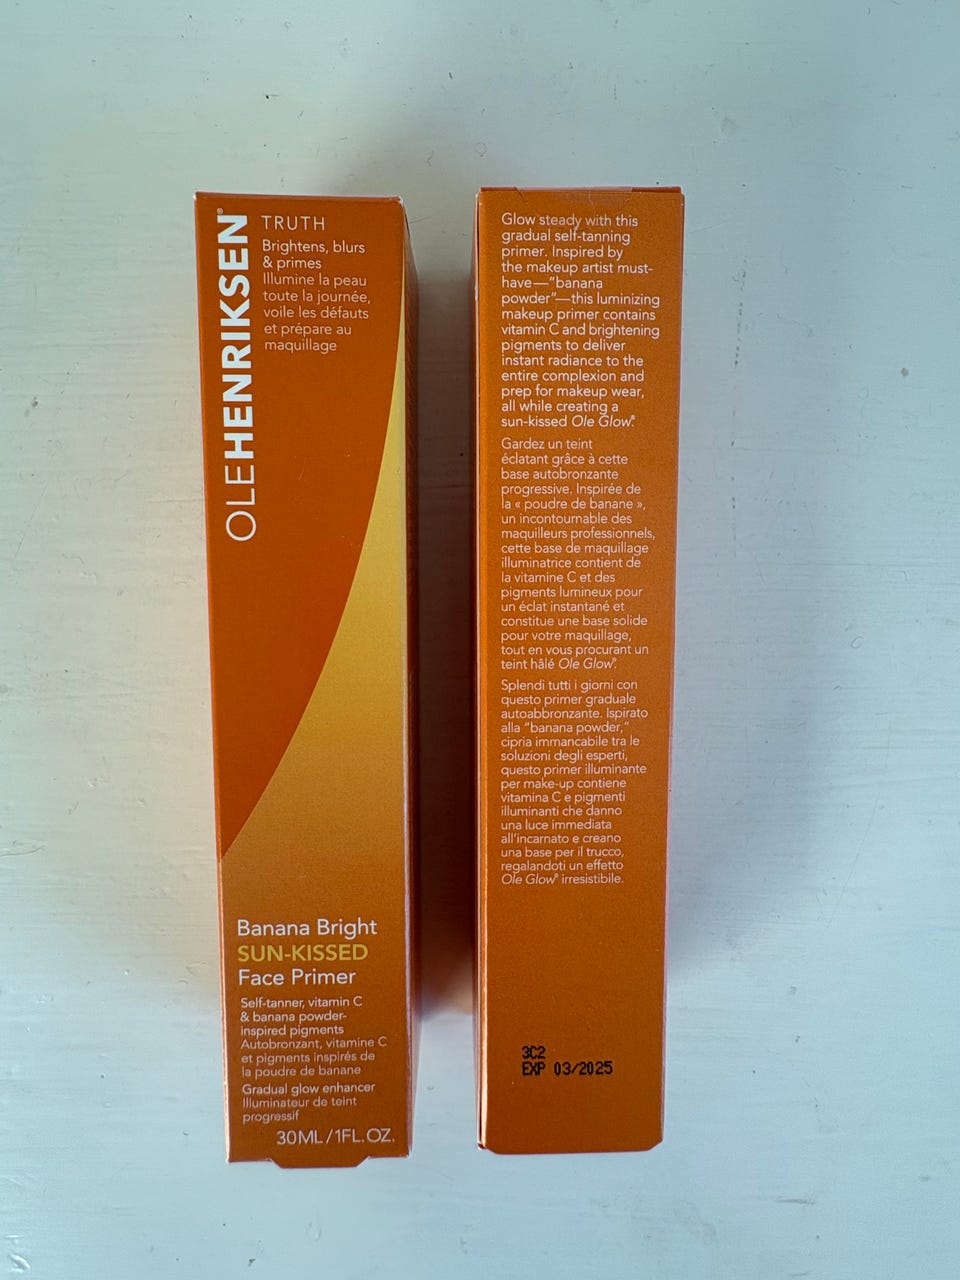 OLEHENRIKSEN®
TRUTH
Brightens, blurs
& primes
Illumine la peau
toute la journée,
voile les défauts
et prépare au
maquillage
Banana Bright
SUN-KISSED
Face Primer
Self-tanner, vitamin C
& banana powder-
inspired pigments
Autobronzant, vitamine C
et pigments inspirés de
la poudre de banane
Gradual glow enhancer
Illuminateur de teint
progressif
30ML/1FL.OZ.
Glow steady with this
gradual self-tanning
primer. Inspired by
the makeup artist must-
have—“banana
powder”—this luminizing
makeup primer contains
vitamin C and brightening
pigments to deliver
instant radiance to the
entire complexion and
prep for makeup wear,
all while creating a
sun-kissed Ole Glow®.
Gardez un teint
éclatant grâce à cette
base autobronzante
progressive. Inspirée de
la « poudre de banane »,
un incontournable des
maquilleurs professionnels,
cette base de maquillage
illuminatrice contient de
la vitamine C et des
pigments lumineux pour
un éclat instantané et
constitue une base solide
pour votre maquillage,
tout en vous procurant un
teint hâlé Ole Glow®.
Splendi tutti i giorni con
questo primer graduale
autoabbronzante. Ispirato
alla “banana powder,”
cipria immancabile tra le
soluzioni degli esperti,
questo primer illuminante
per make-up contiene
vitamina C e pigmenti
illuminanti che danno
una luce immediata
all’incarnato e creano
una base per il trucco,
regalandoti un effetto
Ole Glow® irresistibile.
3C2
EXP 03/2025